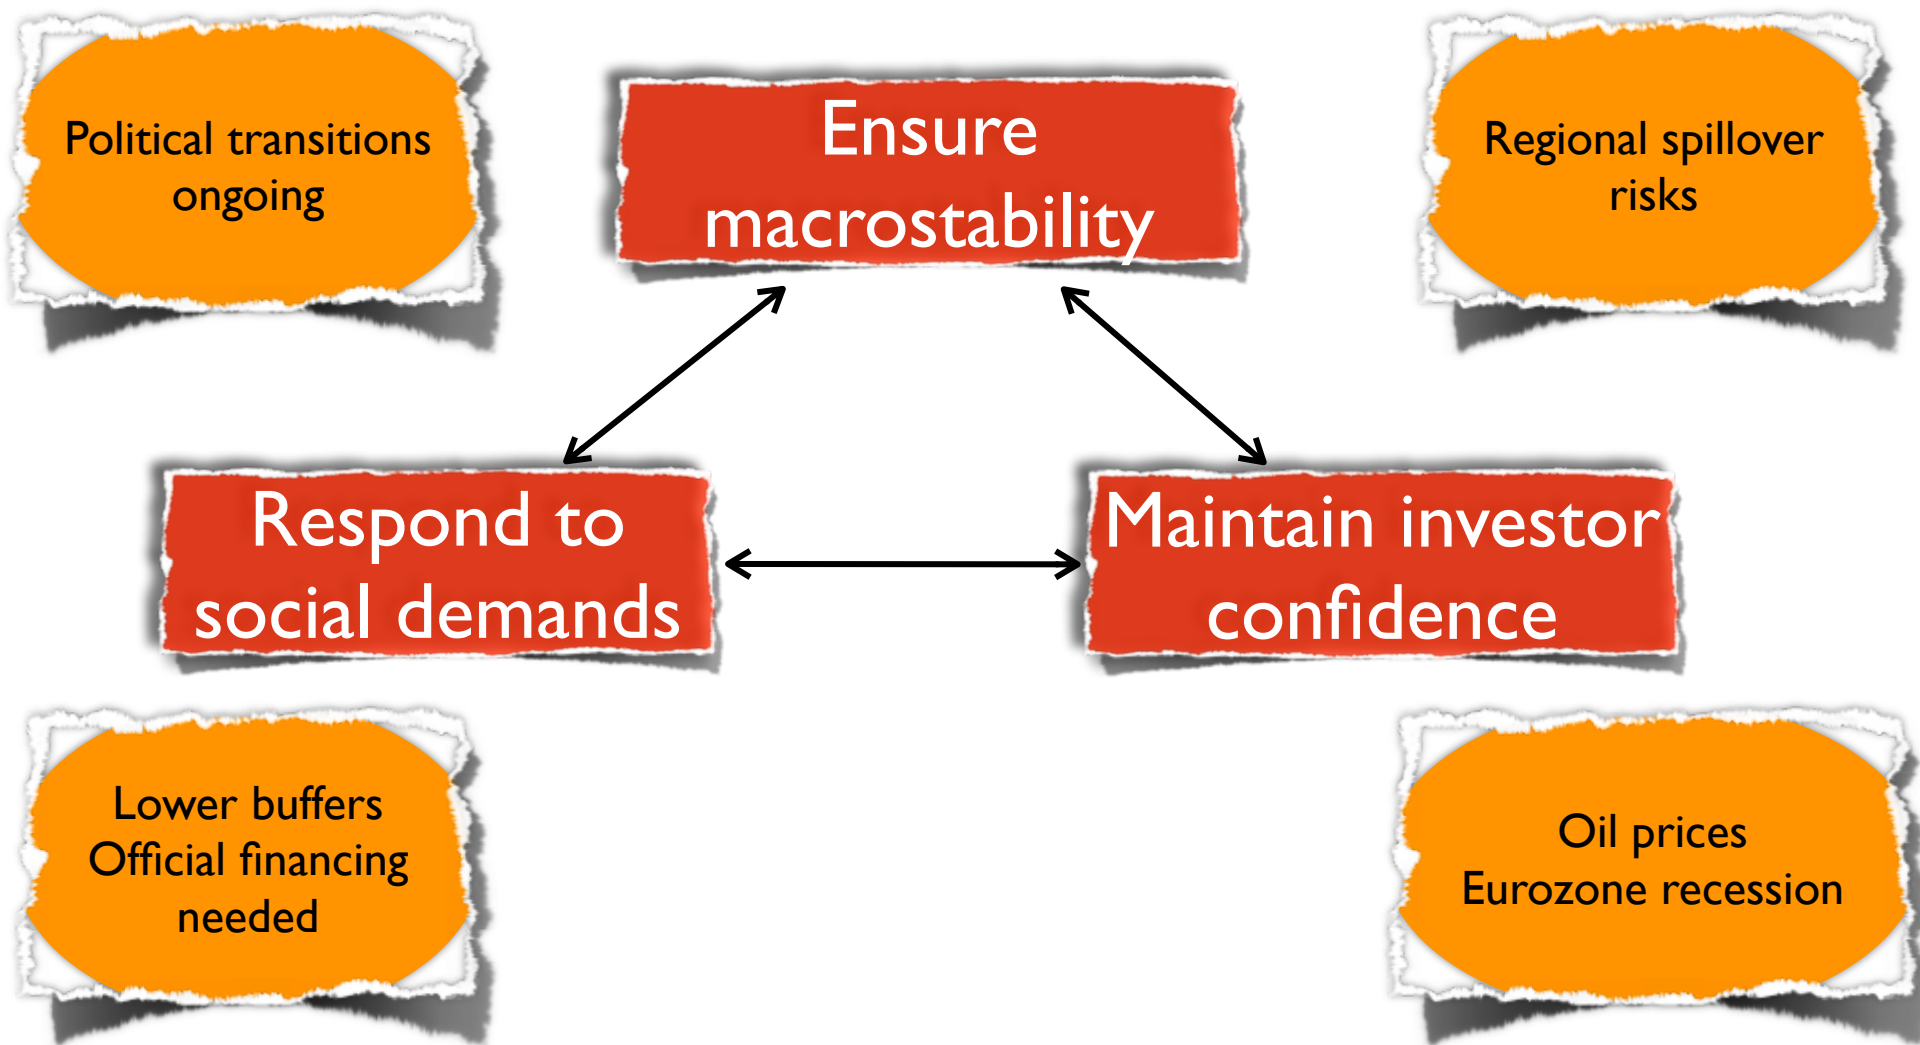 Political transitions
ongoing
Ensure
macrostability
Regional spillover
risks
Respond to
social demands
Maintain investor
confidence
Lower buffers
Official financing
needed
Oil prices
Eurozone recession